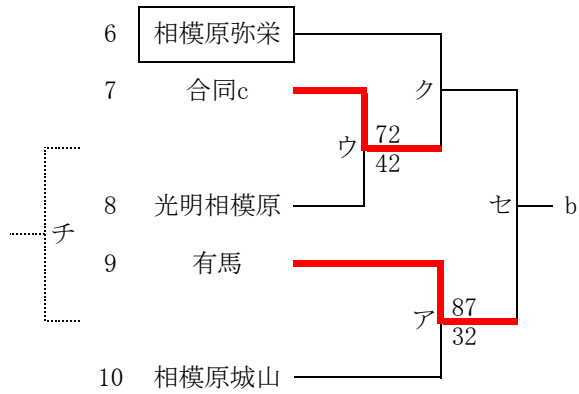 6 相模原弥栄
7 合同c
ク
72
ウ
42
8 光明相模原
セ
b
チ
9 有馬
87
ア
32
10 相模原城山